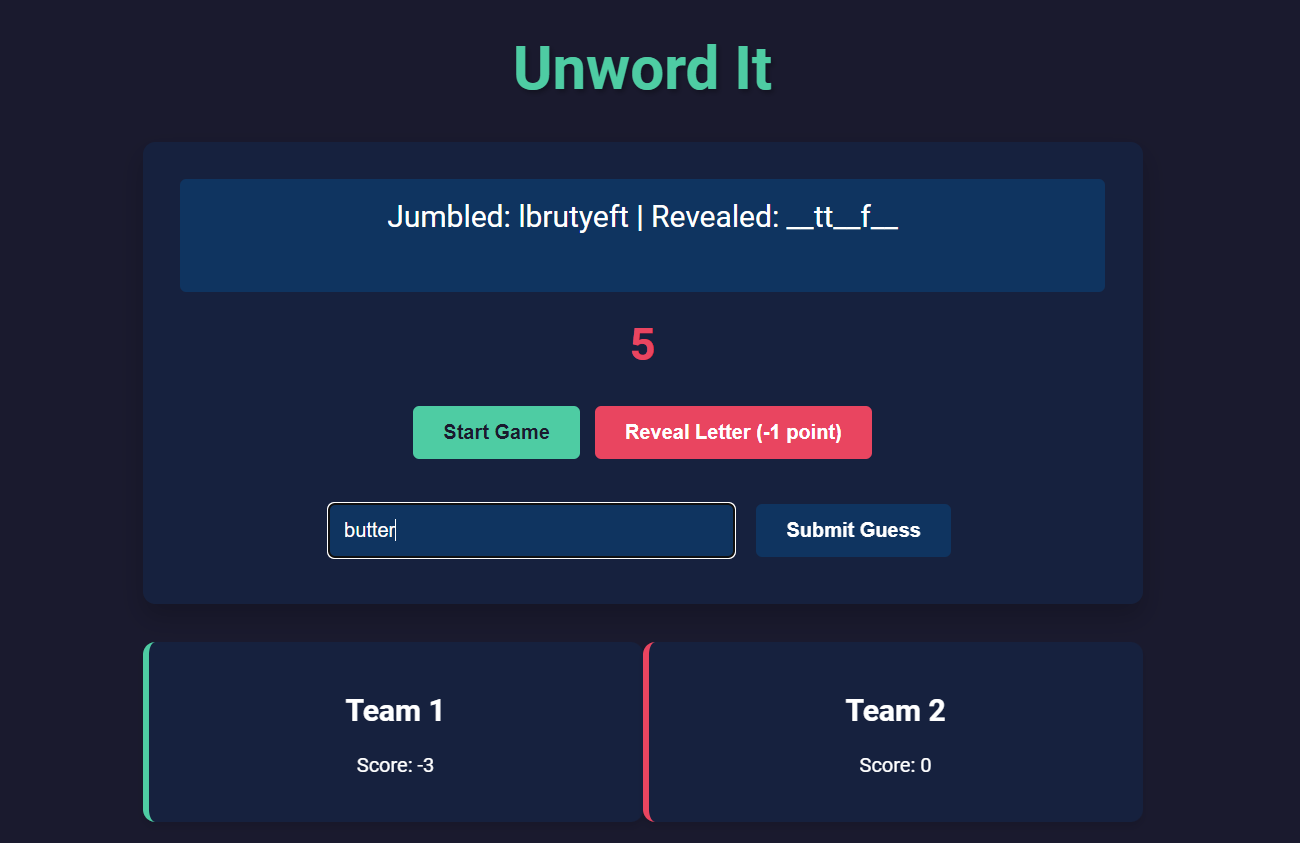 Unword It
Jumbled: lbrutyeft | Revealed: __tt__f__
5
Start Game
Reveal Letter (-1 point)
butter
Submit Guess
Team 1
Team 2
Score: -3
Score: 0